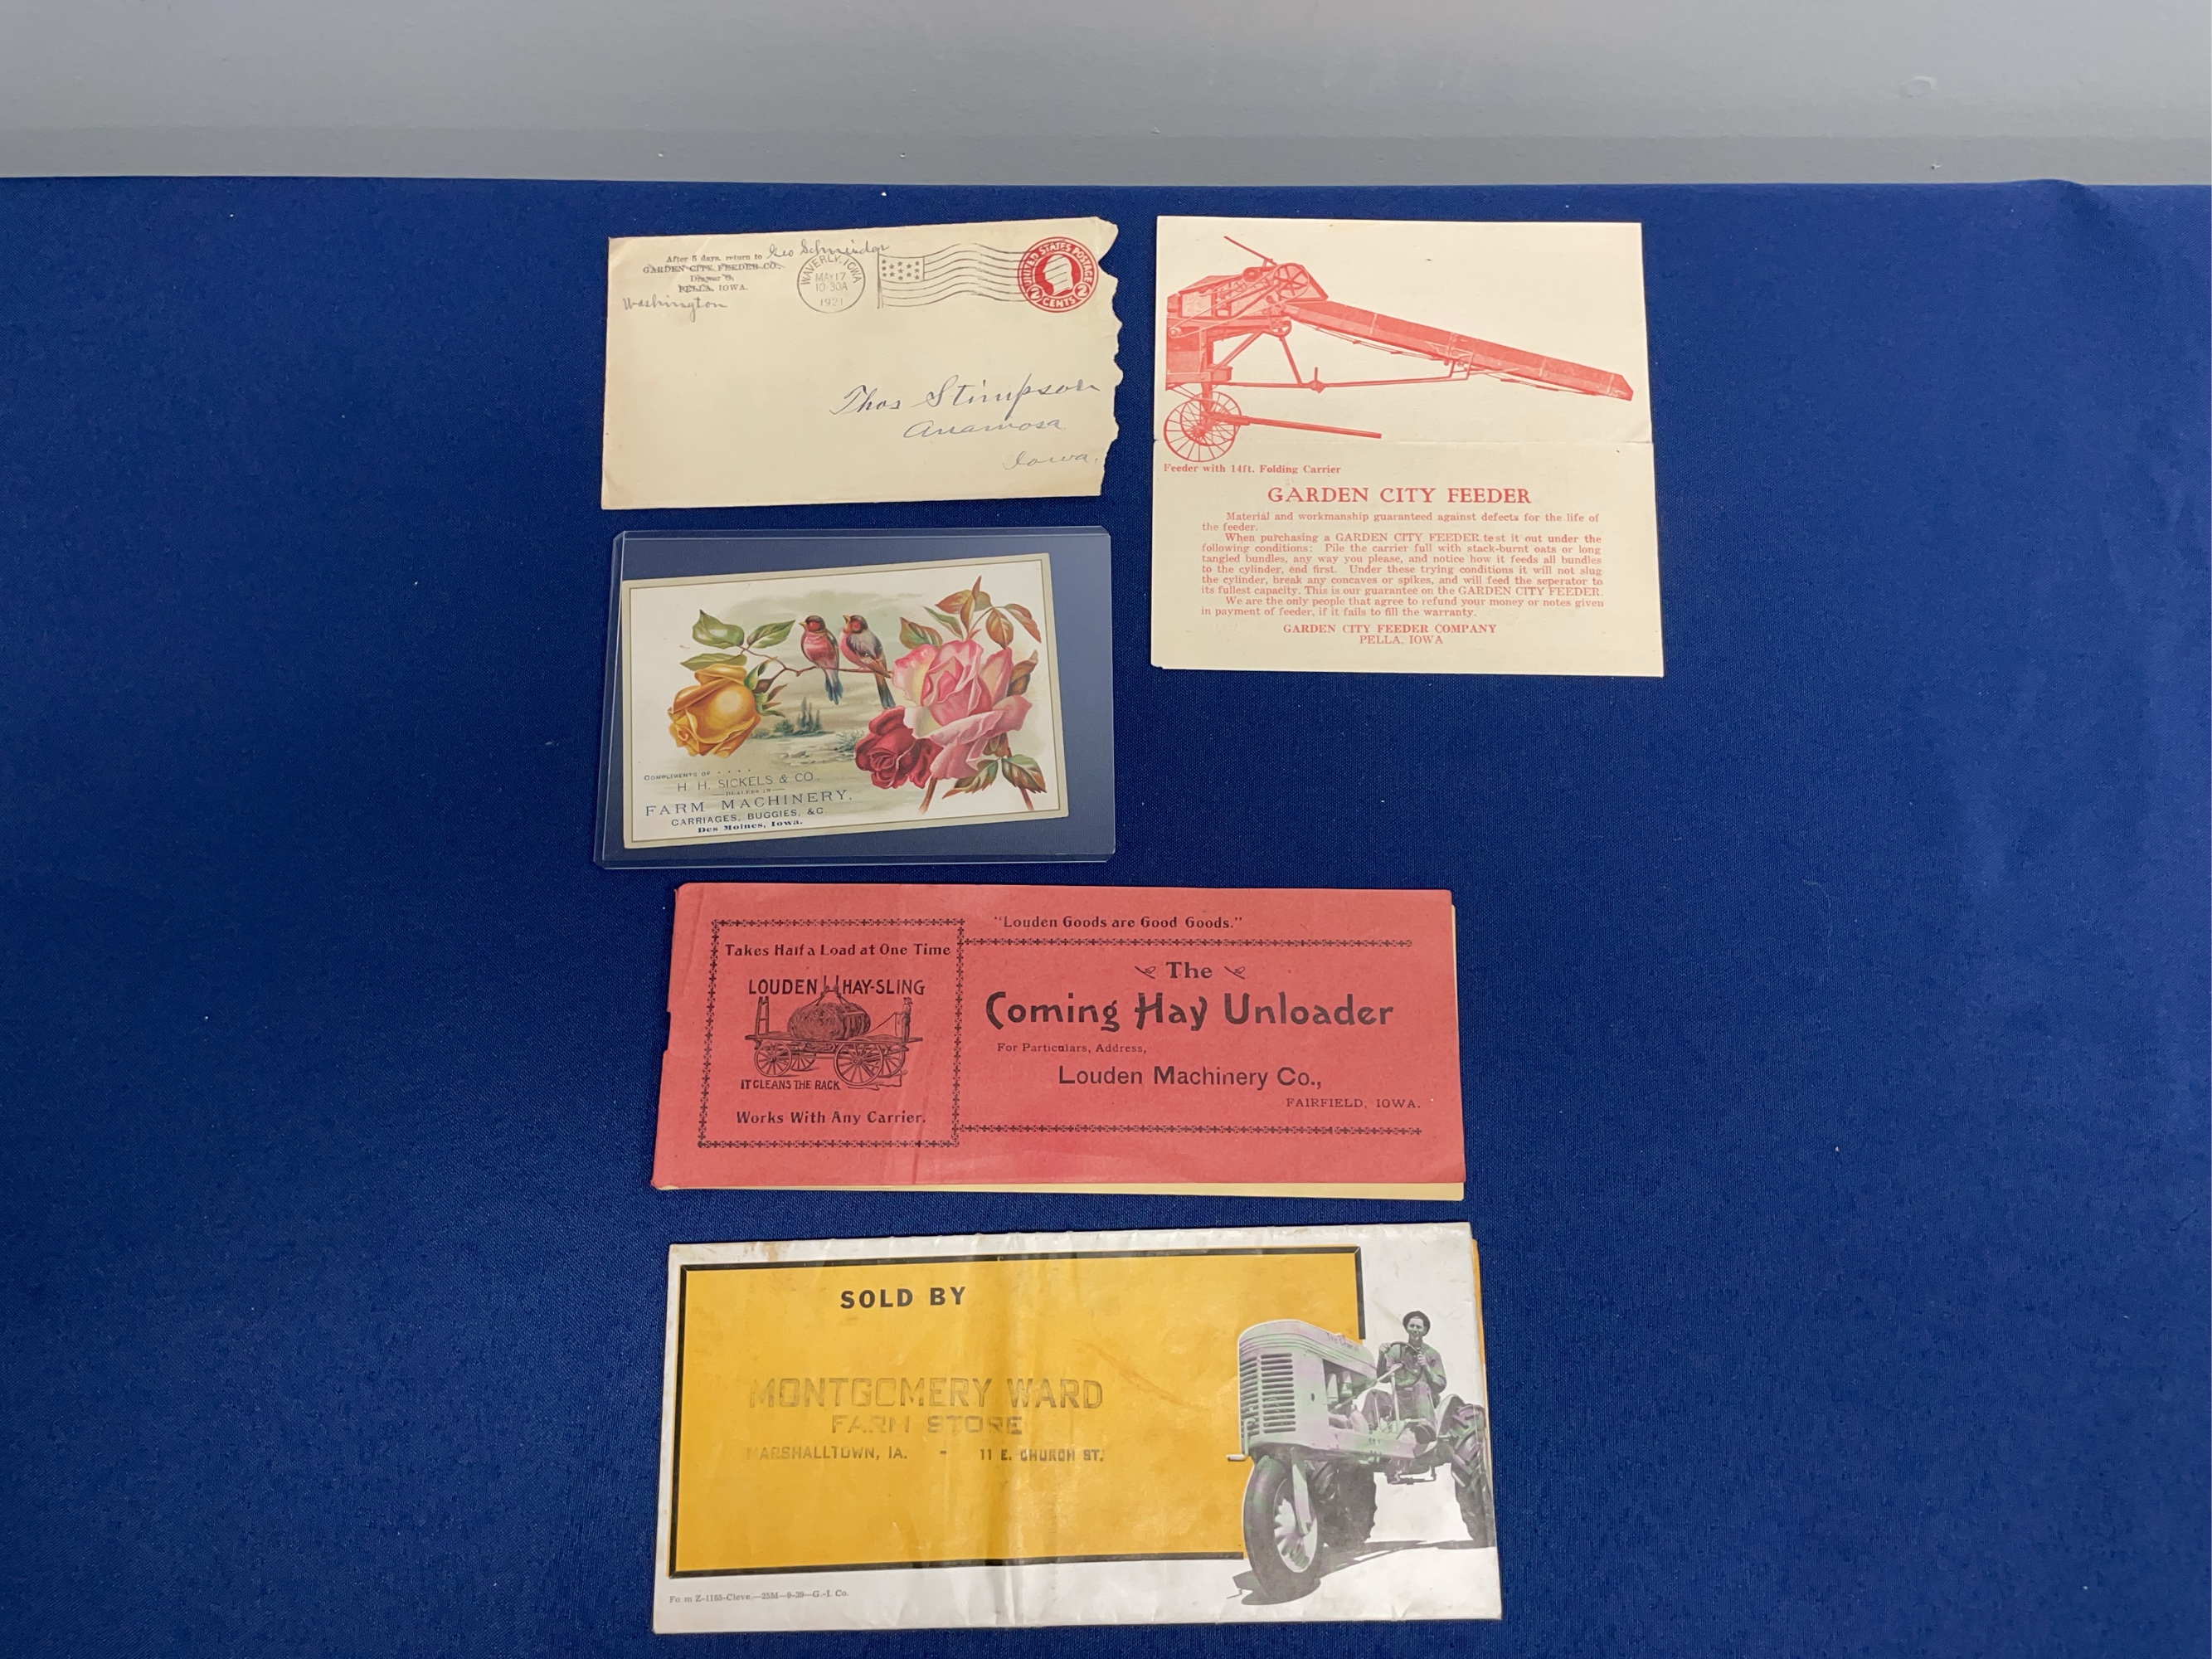 After 5 days, return to Geo Schneider
GARDEN CITY FEEDER CO.
Drawer G,
PELLA, IOWA.
Washington
WAVERLY, IOWA
MAY 17
10-30A
1921
UNITED STATES POSTAGE
2 CENTS 2
Thos Stimpson
Anamosa
Iowa.
Feeder with 14ft. Folding Carrier
GARDEN CITY FEEDER
Material and workmanship guaranteed against defects for the life of
the feeder.
When purchasing a GARDEN CITY FEEDER test it out under the
following conditions: Pile the carrier full with stack-burnt oats or long
tangled bundles, any way you please, and notice how it feeds all bundles
to the cylinder, end first. Under these trying conditions it will not slug
the cylinder, break any concaves or spikes, and will feed the seperator to
its fullest capacity. This is our guarantee on the GARDEN CITY FEEDER.
We are the only people that agree to refund your money or notes given
in payment of feeder, if it fails to fill the warranty.
GARDEN CITY FEEDER COMPANY
PELLA, IOWA
COMPLIMENTS OF . . . .
H. H. SICKELS & CO.
DEALERS IN
FARM MACHINERY,
CARRIAGES, BUGGIES, &C
Des Moines, Iowa.
Takes Half a Load at One Time
LOUDEN HAY-SLING
IT CLEANS THE RACK
Works With Any Carrier.
"Louden Goods are Good Goods."
The
Coming Hay Unloader
For Particulars, Address,
Louden Machinery Co.,
FAIRFIELD, IOWA.
SOLD BY
MONTGOMERY WARD
FARM STORE
MARSHALLTOWN, IA. - 11 E. CHURCH ST.
Form Z-1165-Cleve.—25M—9-39—G.-I. Co.